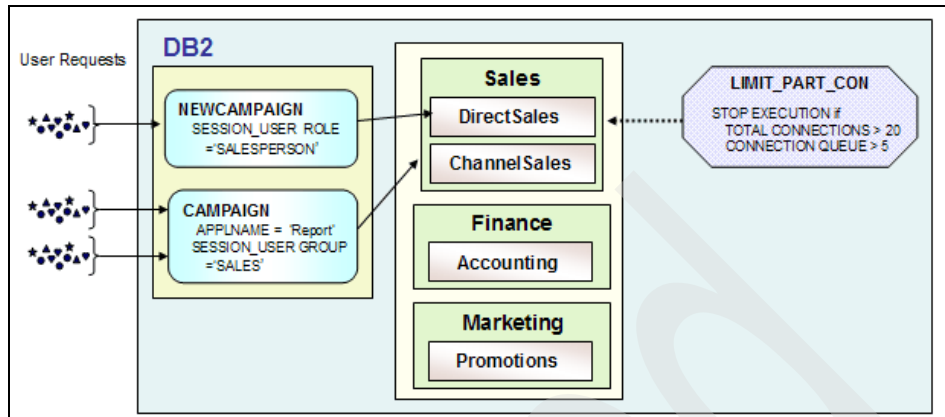 DB2
User Requests
NEWCAMPAIGN
SESSION_USER ROLE
='SALESPERSON'
CAMPAIGN
APPLNAME = 'Report'
SESSION_USER GROUP
='SALES'
Sales
DirectSales
ChannelSales
Finance
Accounting
Marketing
Promotions
LIMIT_PART_CON
STOP EXECUTION if
TOTAL CONNECTIONS > 20
CONNECTION QUEUE > 5